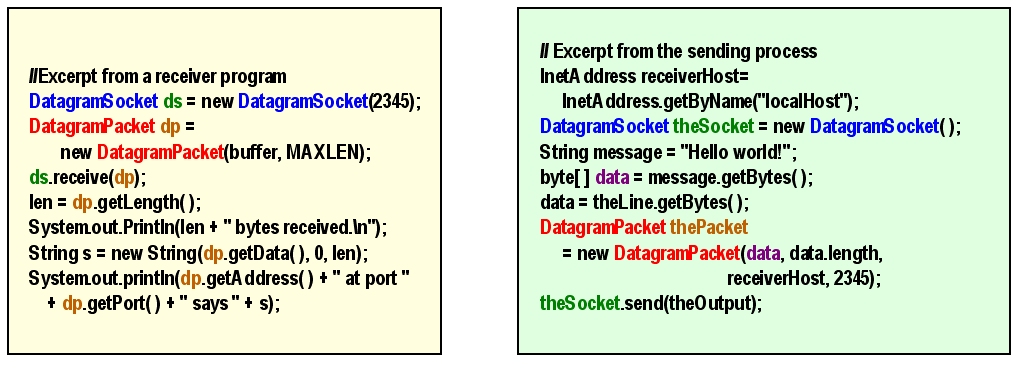 //Excerpt from a receiver program
DatagramSocket ds = new DatagramSocket(2345);
DatagramPacket dp =
new DatagramPacket(buffer, MAXLEN);
ds.receive(dp);
len = dp.getLength( );
System.out.Println(len + " bytes received.\n");
String s = new String(dp.getData( ), 0, len);
System.out.println(dp.getAddress( ) + " at port "
+ dp.getPort( ) + " says " + s);
// Excerpt from the sending process
InetAddress receiverHost=
InetAddress.getByName("localHost");
DatagramSocket theSocket = new DatagramSocket( );
String message = "Hello world!";
byte[ ] data = message.getBytes( );
data = theLine.getBytes( );
DatagramPacket thePacket
= new DatagramPacket(data, data.length,
receiverHost, 2345);
theSocket.send(theOutput);